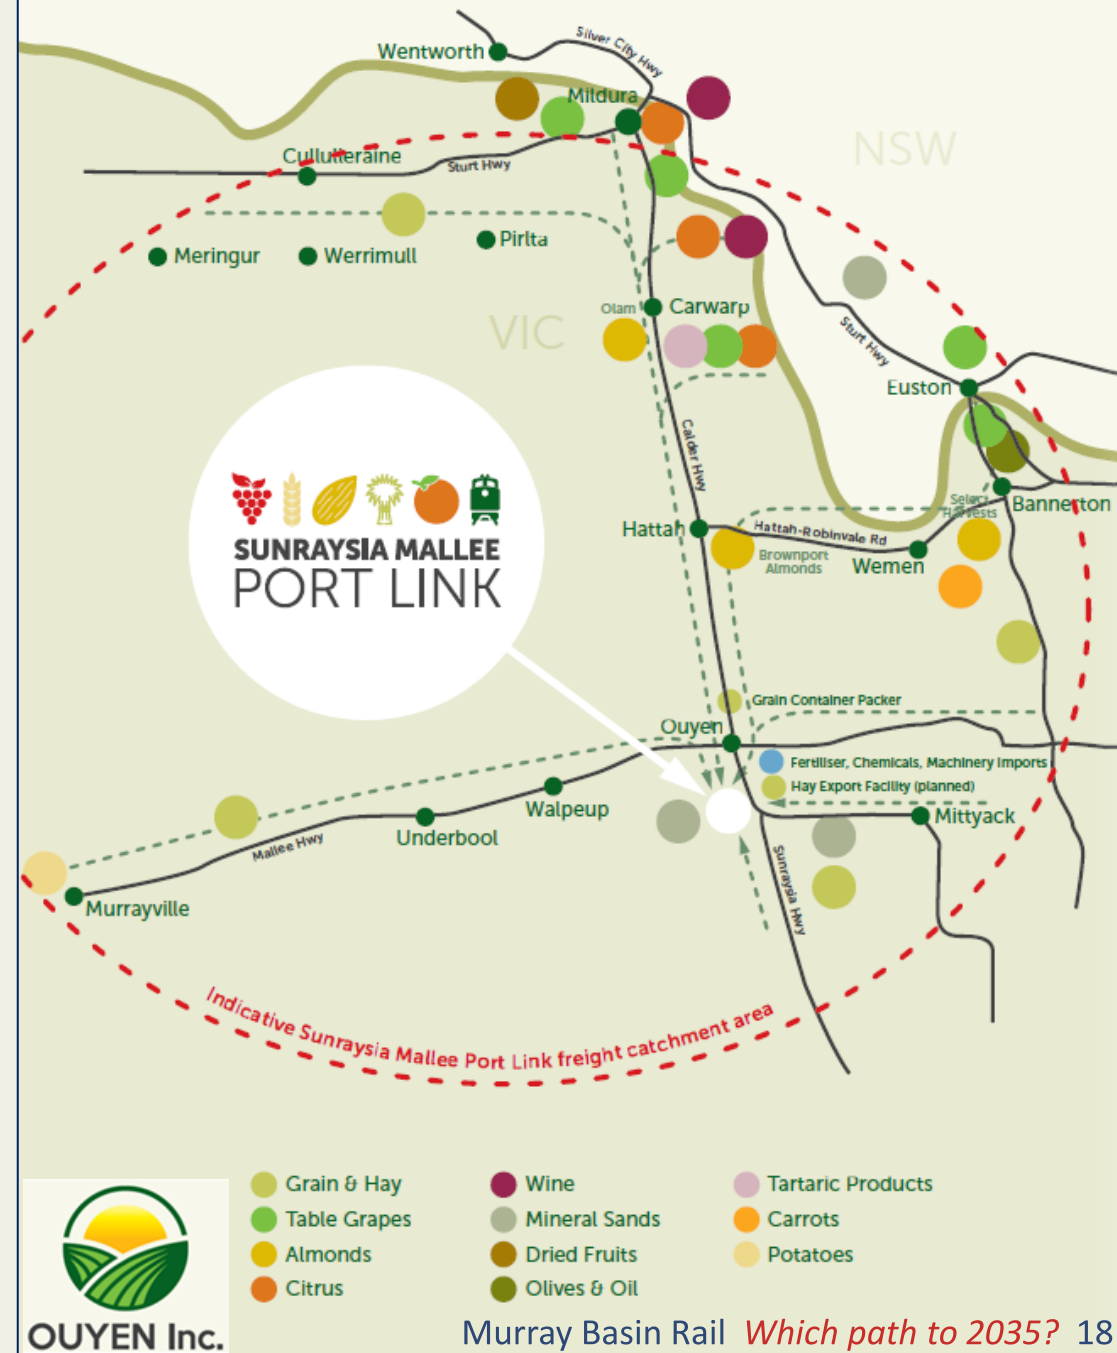 Silver City Hwy
Wentworth
Mildura
NSW
Cullulleraine
Sturt Hwy
Pirlta
Meringur
Werrimull
Olam
Carwarp
VIC
Sturt Hwy
Euston
Calder Hwy
Select
Harvests
Bannerton
Hattah
Hattah-Robinvale Rd
Brownport
Almonds
Wemen
SUNRAYSIA MALLEE
PORT LINK
Grain Container Packer
Ouyen
Fertiliser, Chemicals, Machinery Imports
Hay Export Facility (planned)
Walpeup
Mittyack
Underbool
Mallee Hwy
Sunraysia Hwy
Murrayville
Indicative Sunraysia Mallee Port Link freight catchment area
Grain & Hay
Wine
Tartaric Products
Table Grapes
Mineral Sands
Carrots
Almonds
Dried Fruits
Potatoes
Citrus
Olives & Oil
OUYEN Inc.
Murray Basin Rail Which path to 2035? 18